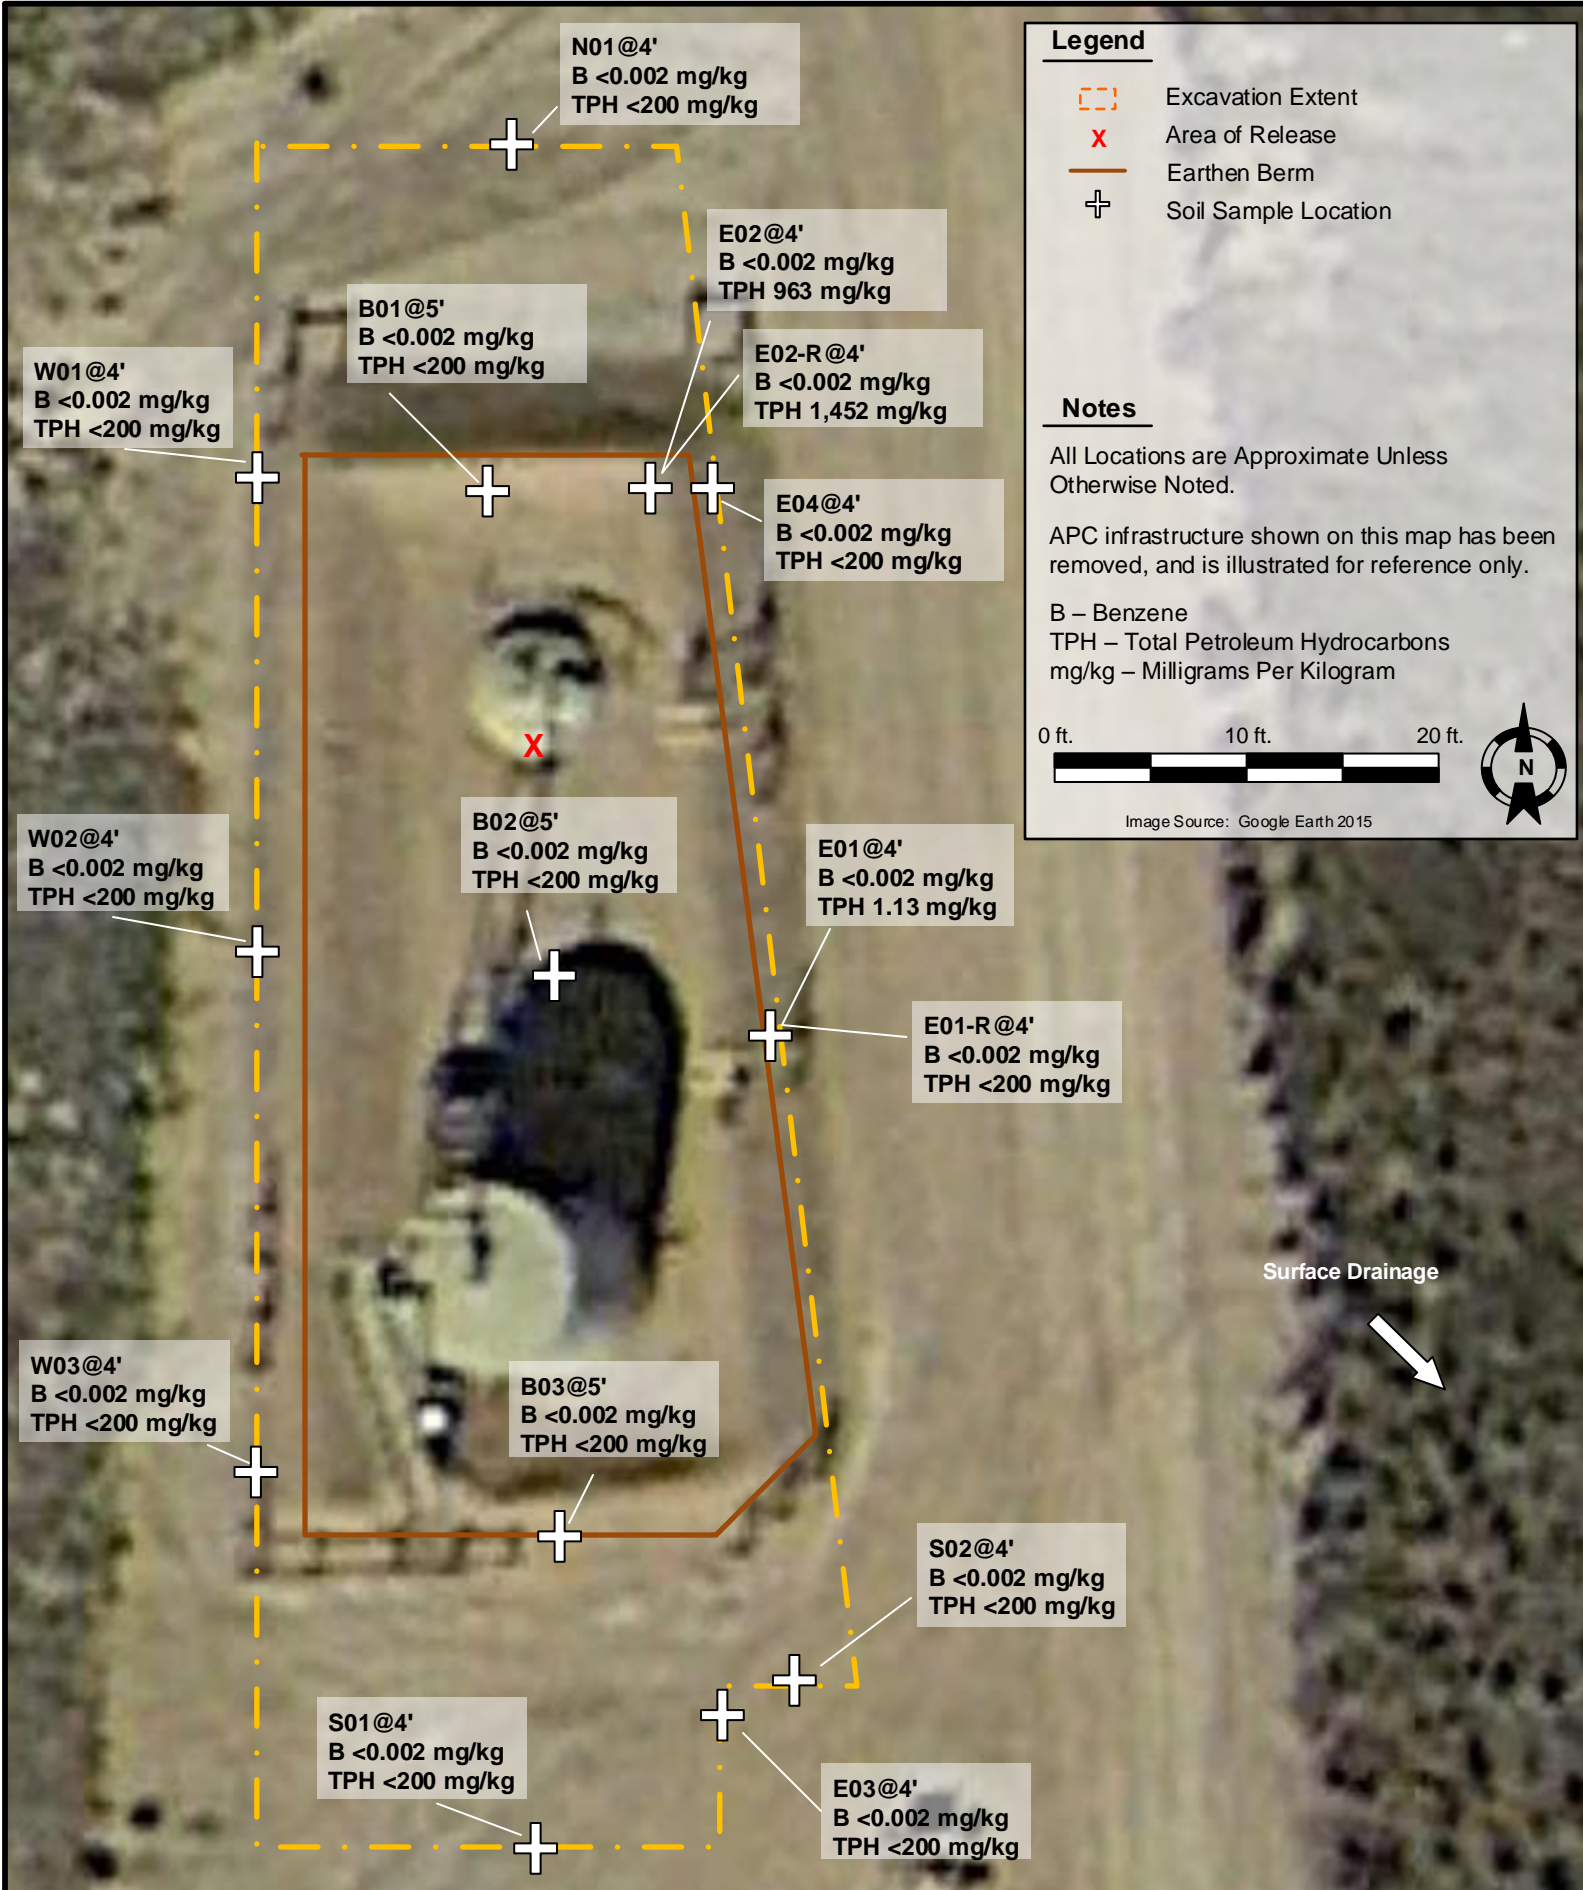 N01@4'
B <0.002 mg/kg
TPH <200 mg/kg
E02@4'
B <0.002 mg/kg
TPH 963 mg/kg
B01@5'
B <0.002 mg/kg
TPH <200 mg/kg
E02-R@4'
B <0.002 mg/kg
TPH 1,452 mg/kg
W01@4'
B <0.002 mg/kg
TPH <200 mg/kg
E04@4'
B <0.002 mg/kg
TPH <200 mg/kg
X
B02@5'
B <0.002 mg/kg
TPH <200 mg/kg
W02@4'
B <0.002 mg/kg
TPH <200 mg/kg
E01@4'
B <0.002 mg/kg
TPH 1.13 mg/kg
E01-R@4'
B <0.002 mg/kg
TPH <200 mg/kg
W03@4'
B <0.002 mg/kg
TPH <200 mg/kg
B03@5'
B <0.002 mg/kg
TPH <200 mg/kg
S02@4'
B <0.002 mg/kg
TPH <200 mg/kg
S01@4'
B <0.002 mg/kg
TPH <200 mg/kg
E03@4'
B <0.002 mg/kg
TPH <200 mg/kg
Surface Drainage
Legend
Excavation Extent
X Area of Release
Earthen Berm
Soil Sample Location
Notes
All Locations are Approximate Unless
Otherwise Noted.
APC infrastructure shown on this map has been
removed, and is illustrated for reference only.
B – Benzene
TPH – Total Petroleum Hydrocarbons
mg/kg – Milligrams Per Kilogram
0 ft. 10 ft. 20 ft.
N
Image Source: Google Earth 2015